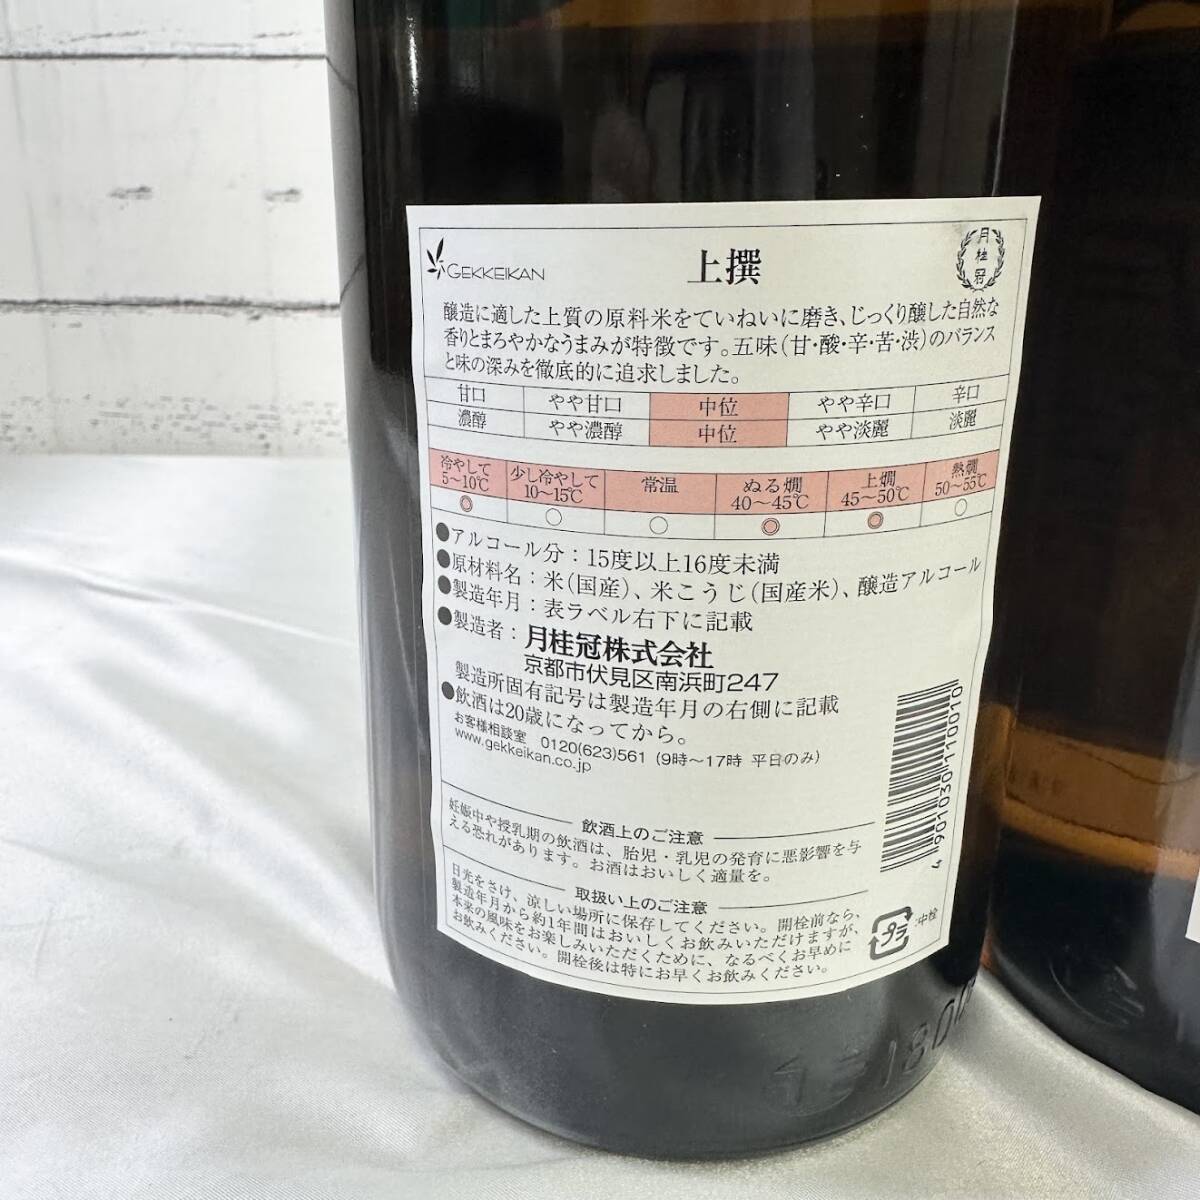 GEKKEIKAN
上撰
月桂冠
醸造に適した上質の原料米をていねいに磨き、じっくり醸した自然な
香りとまろやかなうまみが特徴です。五味(甘・酸・辛・苦・渋)のバランス
と味の深みを徹底的に追求しました。
甘口 やや甘口 中位 やや辛口 辛口
濃醇 やや濃醇 中位 やや淡麗 淡麗
冷やして 少し冷やして 常温 ぬる燗 上燗 熱燗
5~10℃ 10~15℃ 40~45℃ 45~50℃ 50~55℃
◎ ○ ○ ◎ ◎ ○
●アルコール分:15度以上16度未満
●原材料名:米(国産)、米こうじ(国産米)、醸造アルコール
●製造年月:表ラベル右下に記載
●製造者:月桂冠株式会社
京都市伏見区南浜町247
製造所固有記号は製造年月の右側に記載
●飲酒は20歳になってから。
お客様相談室 0120(623)561 (9時~17時 平日のみ)
www.gekkeikan.co.jp
飲酒上のご注意
妊娠中や授乳期の飲酒は、胎児・乳児の発育に悪影響を与
える恐れがあります。お酒はおいしく適量を。
取扱い上のご注意
日光をさけ、涼しい場所に保存してください。開栓前なら、
製造年月から約1年間はおいしくお飲みいただけますが、
本来の風味をお楽しみいただくために、なるべくお早めに
お飲みください。開栓後は特にお早くお飲みください。
4 901030 110010
プラ
:中栓